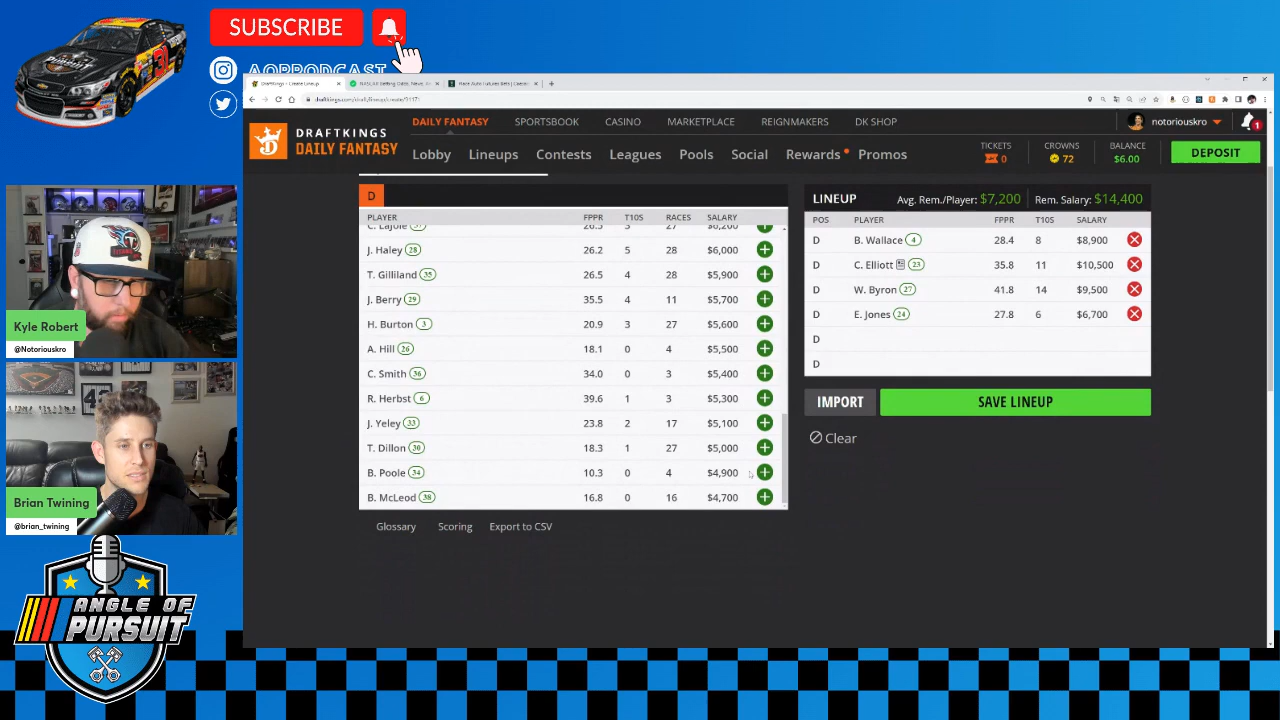 SUBSCRIBE
AOPPODCAST
Kyle Robert
@Notoriouskro
Brian Twining
@brian_twining
ANGLE OF
PURSUIT
DraftKings - Create Lineup
DRAFTKINGS
DAILY FANTASY
DAILY FANTASY SPORTSBOOK CASINO MARKETPLACE REIGNMAKERS DK SHOP
notoriouskro 1
Lobby Lineups Contests Leagues Pools Social Rewards Promos
TICKETS CROWNS BALANCE
0 72 $6.00
DEPOSIT
D
PLAYER FPPR T10S RACES SALARY
C. Lajoie
J. Haley 28 26.2 5 28 $6,000
T. Gilliland 35 26.5 4 28 $5,900
J. Berry 29 35.5 4 11 $5,700
H. Burton 3 20.9 3 27 $5,600
A. Hill 26 18.1 0 4 $5,500
C. Smith 36 34.0 0 3 $5,400
R. Herbst 6 39.6 1 3 $5,300
J. Yeley 33 23.8 2 17 $5,100
T. Dillon 30 18.3 1 27 $5,000
B. Poole 34 10.3 0 4 $4,900
B. McLeod 38 16.8 0 16 $4,700
Glossary Scoring Export to CSV
LINEUP Avg. Rem./Player: $7,200 Rem. Salary: $14,400
POS PLAYER FPPR T10S SALARY
D B. Wallace 4 28.4 8 $8,900
D C. Elliott 23 35.8 11 $10,500
D W. Byron 27 41.8 14 $9,500
D E. Jones 24 27.8 6 $6,700
D
D
IMPORT SAVE LINEUP
Clear